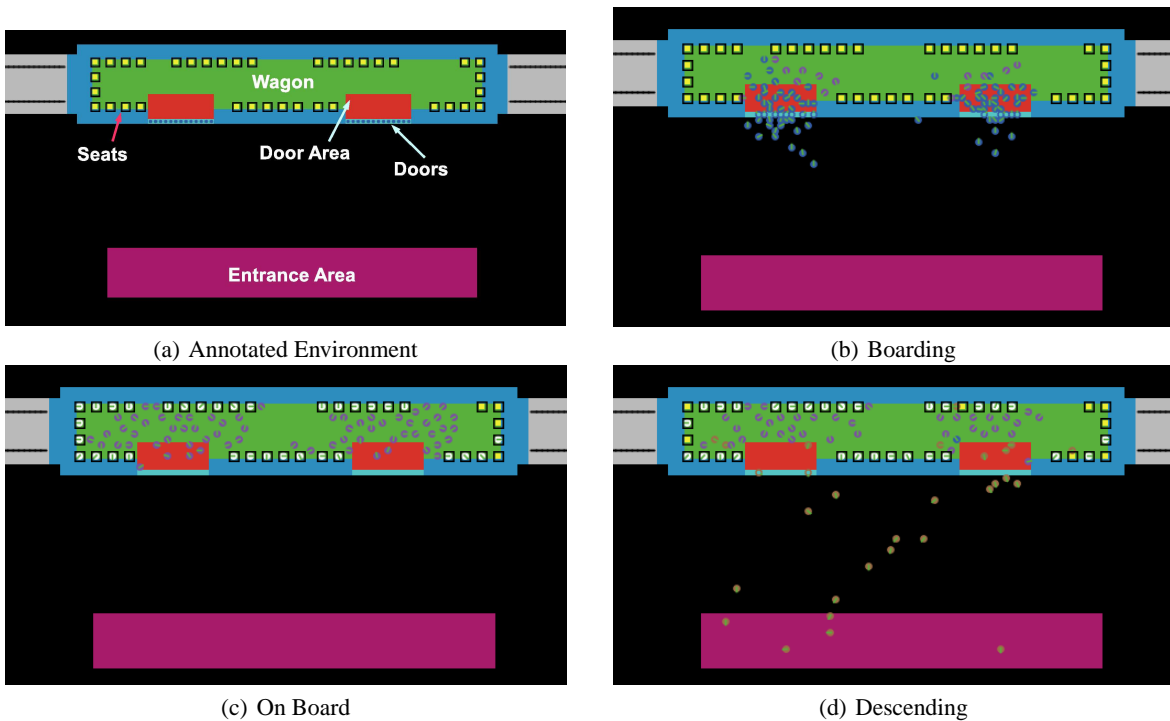 Wagon
Seats
Door Area
Doors
Entrance Area
(a) Annotated Environment
(b) Boarding
(c) On Board
(d) Descending